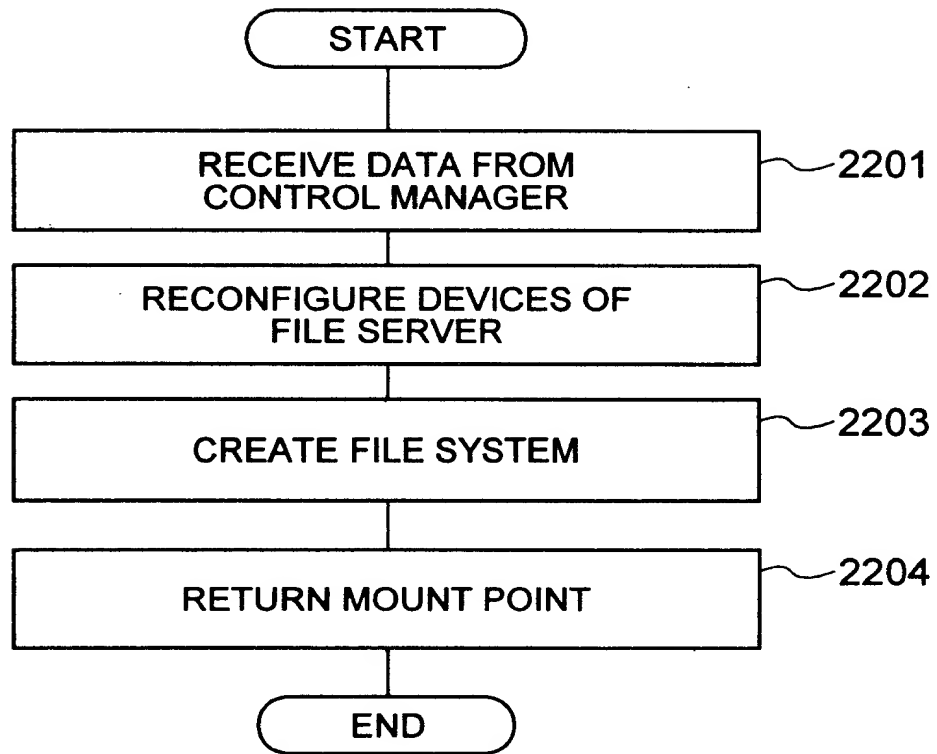 START
RECEIVE DATA FROM
CONTROL MANAGER
2201
RECONFIGURE DEVICES OF
FILE SERVER
2202
CREATE FILE SYSTEM
2203
RETURN MOUNT POINT
2204
END